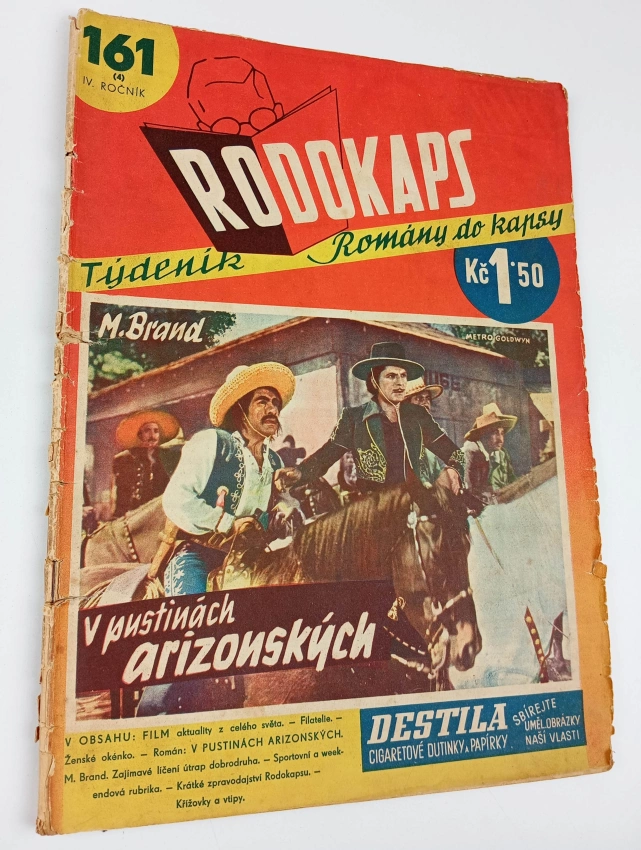 161
(4)
IV. ROČNÍK
RODOKAPS
Týdeník Romány do kapsy
Kč 1·50
M. Brand
METRO GOLDWYN
V pustinách
arizonských
V OBSAHU: FILM aktuality z celého světa. – Filatelie. –
Ženské okénko. – Román: V PUSTINÁCH ARIZONSKÝCH.
M. Brand. Zajímavé líčení útrap dobrodruha. – Sportovní a week-
endová rubrika. – Krátké zpravodajství Rodokapsu. –
Křížovky a vtipy.
DESTILA
CIGARETOVÉ DUTINKY A PAPÍRKY
SBÍREJTE
UMĚL. OBRÁZKY
NAŠÍ VLASTI